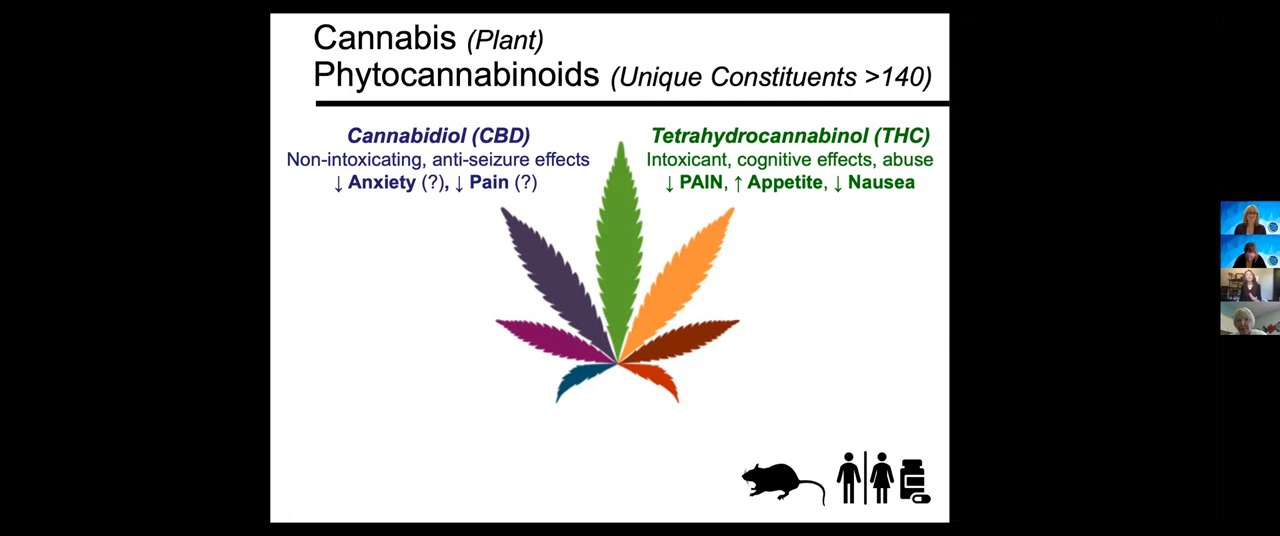 Cannabis (Plant)
Phytocannabinoids (Unique Constituents >140)
Cannabidiol (CBD)
Non-intoxicating, anti-seizure effects
↓ Anxiety (?), ↓ Pain (?)
Tetrahydrocannabinol (THC)
Intoxicant, cognitive effects, abuse
↓ PAIN, ↑ Appetite, ↓ Nausea